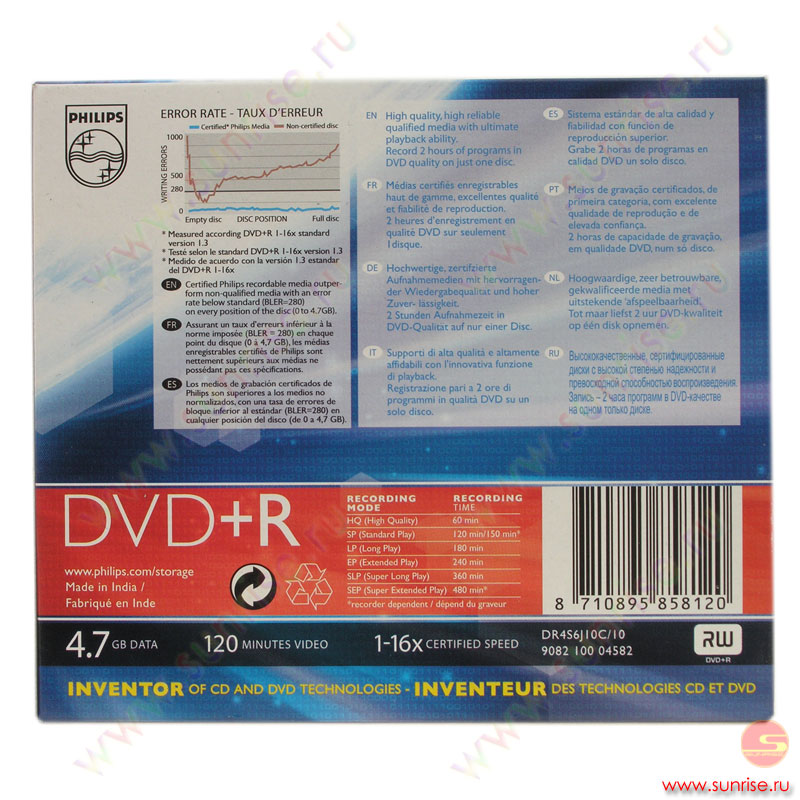 PHILIPS
ERROR RATE - TAUX D'ERREUR
Certified* Philips Media
Non-certified disc
WRITING ERRORS
1000
500
280
0
Empty disc
DISC POSITION
Full disc
* Measured according DVD+R 1-16x standard
version 1.3
* Testé selon le standard DVD+R 1-16x version 1.3
* Medido de acuerdo con la version 1.3 estandar
del DVD+R 1-16x
EN Certified Philips recordable media outper-
form non-qualified media with an error
rate below standard (BLER=280)
on every position of the disc (0 to 4.7GB).
FR Assurant un taux d'erreurs inférieur à la
norme imposée (BLER = 280) en chaque
point du disque (0 à 4,7 GB), les médias
enregistrables certifiés de Philips sont
nettement supérieurs aux médias ne
possédant pas ces spécifications.
ES Los medios de grabación certificados de
Philips son superiores a los medios no
normalizados, con una tasa de errores de
bloque inferior al estándar (BLER=280) en
cualquier posición del disco (de 0 a 4,7 GB).
EN High quality, high reliable
qualified media with ultimate
playback ability.
Record 2 hours of programs in
DVD quality on just one disc.
FR Médias certifiés enregistrables
haut de gamme, excellentes qualité
et fiabilité de reproduction.
2 heures d'enregistrement en
qualité DVD sur seulement
1disque.
DE Hochwertige, zertifizierte
Aufnahmemedien mit hervorragen-
der Wiedergabequalität und hoher
Zuver- lässigkeit.
2 Stunden Aufnahmezeit in
DVD-Qualität auf nur einer Disc.
IT Supporti di alta qualità e altamente
affidabili con l'innovativa funzione
di playback.
Registrazione pari a 2 ore di
programmi in qualità DVD su un
solo disco.
ES Sistema estándar de alta calidad y
fiabilidad con funcion de
reproducción superior.
Grabe 2 horas de programas en
calidad DVD un solo disco.
PT Meios de gravação certificados, de
primeira categoria, com excelente
qualidade de reprodução e de
elevada confiança.
2 horas de capacidade de gravação,
em qualidade DVD, num só disco.
NL Hoogwaardige, zeer betrouwbare,
gekwalificeerde media met
uitstekende 'afspeelbaarheid.
Tot maar liefst 2 uur DVD-kwaliteit
op één disk opnemen.
RU Высококачественные, сертифицированные
диски с высокой степенью надежности и
превосходной способностью воспроизведения.
Запись – 2 часа программ в DVD-качестве
на одном только диске.
DVD+R
www.philips.com/storage
Made in India /
Fabriqué en Inde
RECORDING MODE RECORDING TIME
HQ (High Quality) 60 min
SP (Standard Play) 120 min/150 min*
LP (Long Play) 180 min
EP (Extended Play) 240 min
SLP (Super Long Play) 360 min
SEP (Super Extended Play) 480 min*
*recorder dependent / dépend du graveur
8 710895 858120
4.7 GB DATA 120 MINUTES VIDEO 1-16x CERTIFIED SPEED
DR4S6J10C/10
9082 100 04582
RW
DVD+R
INVENTOR OF CD AND DVD TECHNOLOGIES - INVENTEUR DES TECHNOLOGIES CD ET DVD
www.sunrise.ru
www.sunrise.ru